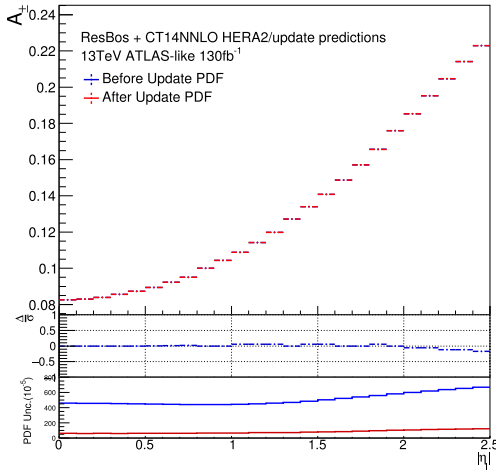 A±
0.24
ResBos + CT14NNLO HERA2/update predictions
13TeV ATLAS-like 130fb⁻¹
0.22
Before Update PDF
After Update PDF
0.2
0.18
0.16
0.14
0.12
0.1
0.08
Δ/σ
1
0.5
0
−0.5
PDF Unc.(10⁻⁵)
800
600
400
200
0
0 0.5 1 1.5 2 2.5
|η|